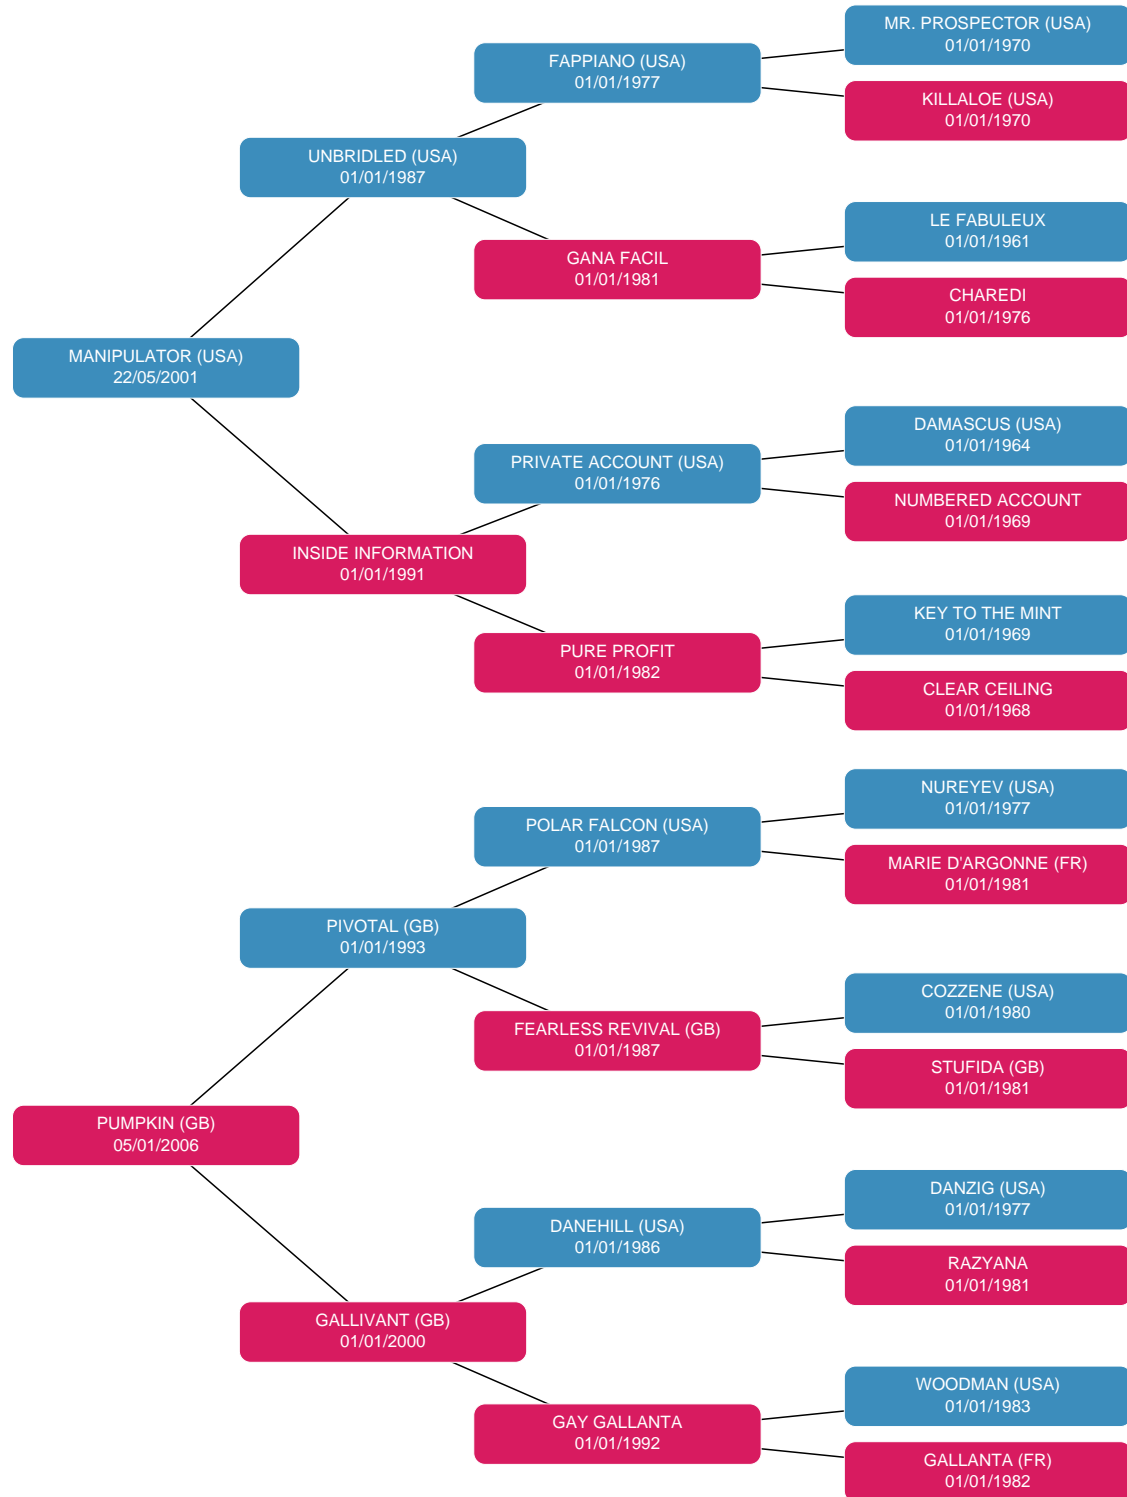 MR. PROSPECTOR (USA)
01/01/1970
FAPPIANO (USA)
01/01/1977
KILLALOE (USA)
01/01/1970
UNBRIDLED (USA)
01/01/1987
LE FABULEUX
01/01/1961
GANA FACIL
01/01/1981
CHAREDI
01/01/1976
MANIPULATOR (USA)
22/05/2001
DAMASCUS (USA)
01/01/1964
PRIVATE ACCOUNT (USA)
01/01/1976
NUMBERED ACCOUNT
01/01/1969
INSIDE INFORMATION
01/01/1991
KEY TO THE MINT
01/01/1969
PURE PROFIT
01/01/1982
CLEAR CEILING
01/01/1968
NUREYEV (USA)
01/01/1977
POLAR FALCON (USA)
01/01/1987
MARIE D'ARGONNE (FR)
01/01/1981
PIVOTAL (GB)
01/01/1993
COZZENE (USA)
01/01/1980
FEARLESS REVIVAL (GB)
01/01/1987
STUFIDA (GB)
01/01/1981
PUMPKIN (GB)
05/01/2006
DANZIG (USA)
01/01/1977
DANEHILL (USA)
01/01/1986
RAZYANA
01/01/1981
GALLIVANT (GB)
01/01/2000
WOODMAN (USA)
01/01/1983
GAY GALLANTA
01/01/1992
GALLANTA (FR)
01/01/1982